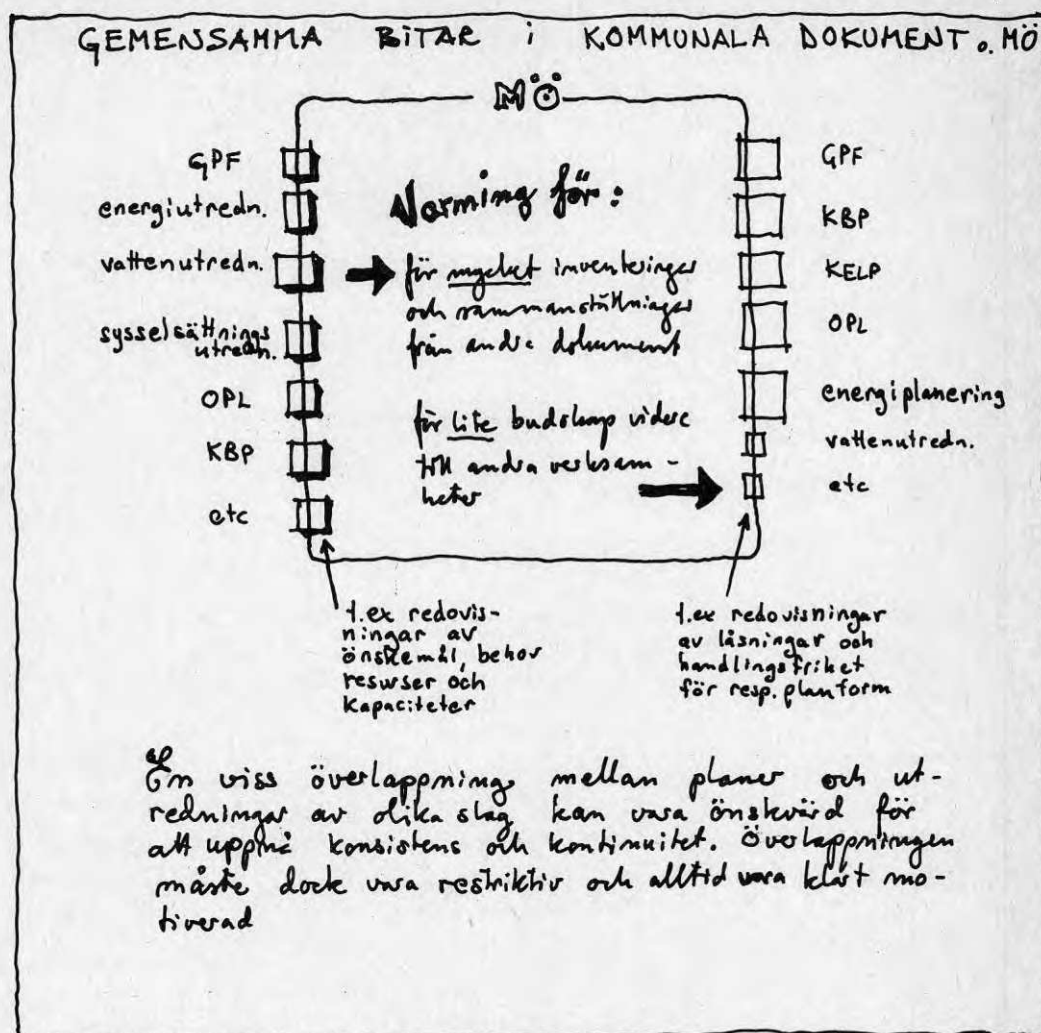 GEMENSAMMA BITAR i KOMMUNALA DOKUMENT o. MÖ
MÖ
GPF
energiutredn.
vattenutredn.
sysselsättnings
utredn.
OPL
KBP
etc
Varning för:
för mycket inventeringar
och sammanställningar
från andra dokument
för lite budskap vidare
till andra verksam-
heter
GPF
KBP
KELP
OPL
energiplanering
vattenutredn.
etc
t.ex redovis-
ningar av
önskemål, behov
resurser och
kapaciteter
t.ex redovisningar
av låsningar och
handlingsfrihet
för resp. planform
En viss överlappning mellan planer och ut-
redningar av olika slag kan vara önskvärd för
att uppnå konsistens och kontinuitet. Överlappningen
måste dock vara restriktiv och alltid vara klart mo-
tiverad